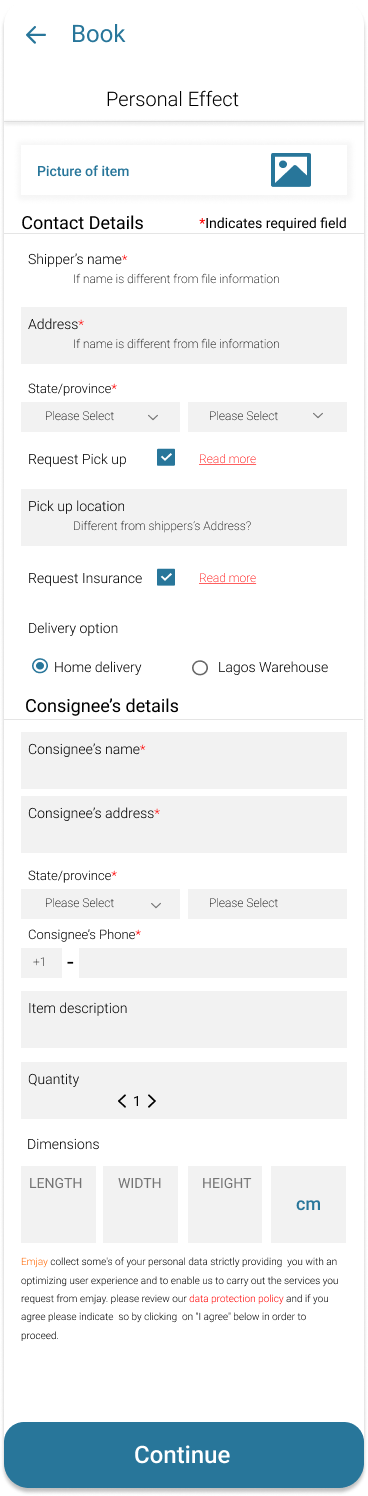 Book
Personal Effect
Picture of item
Contact Details *Indicates required field
Shipper's name*
If name is different from file information
Address*
If name is different from file information
State/province*
Please Select Please Select
Request Pick up Read more
Pick up location
Different from shippers's Address?
Request Insurance Read more
Delivery option
Home delivery Lagos Warehouse
Consignee's details
Consignee's name*
Consignee's address*
State/province*
Please Select Please Select
Consignee's Phone*
+1 -
Item description
Quantity
1
Dimensions
LENGTH WIDTH HEIGHT
cm
Emjay collect some's of your personal data strictly providing you with an
optimizing user experience and to enable us to carry out the services you
request from emjay. please review our data protection policy and if you
agree please indicate so by clicking on "I agree" below in order to
proceed.
Continue